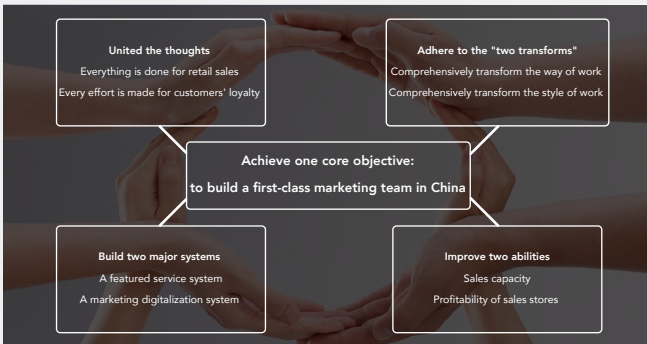 United the thoughts
Everything is done for retail sales
Every effort is made for customers' loyalty
Adhere to the "two transforms"
Comprehensively transform the way of work
Comprehensively transform the style of work
Achieve one core objective:
to build a first-class marketing team in China
Build two major systems
A featured service system
A marketing digitalization system
Improve two abilities
Sales capacity
Profitability of sales stores